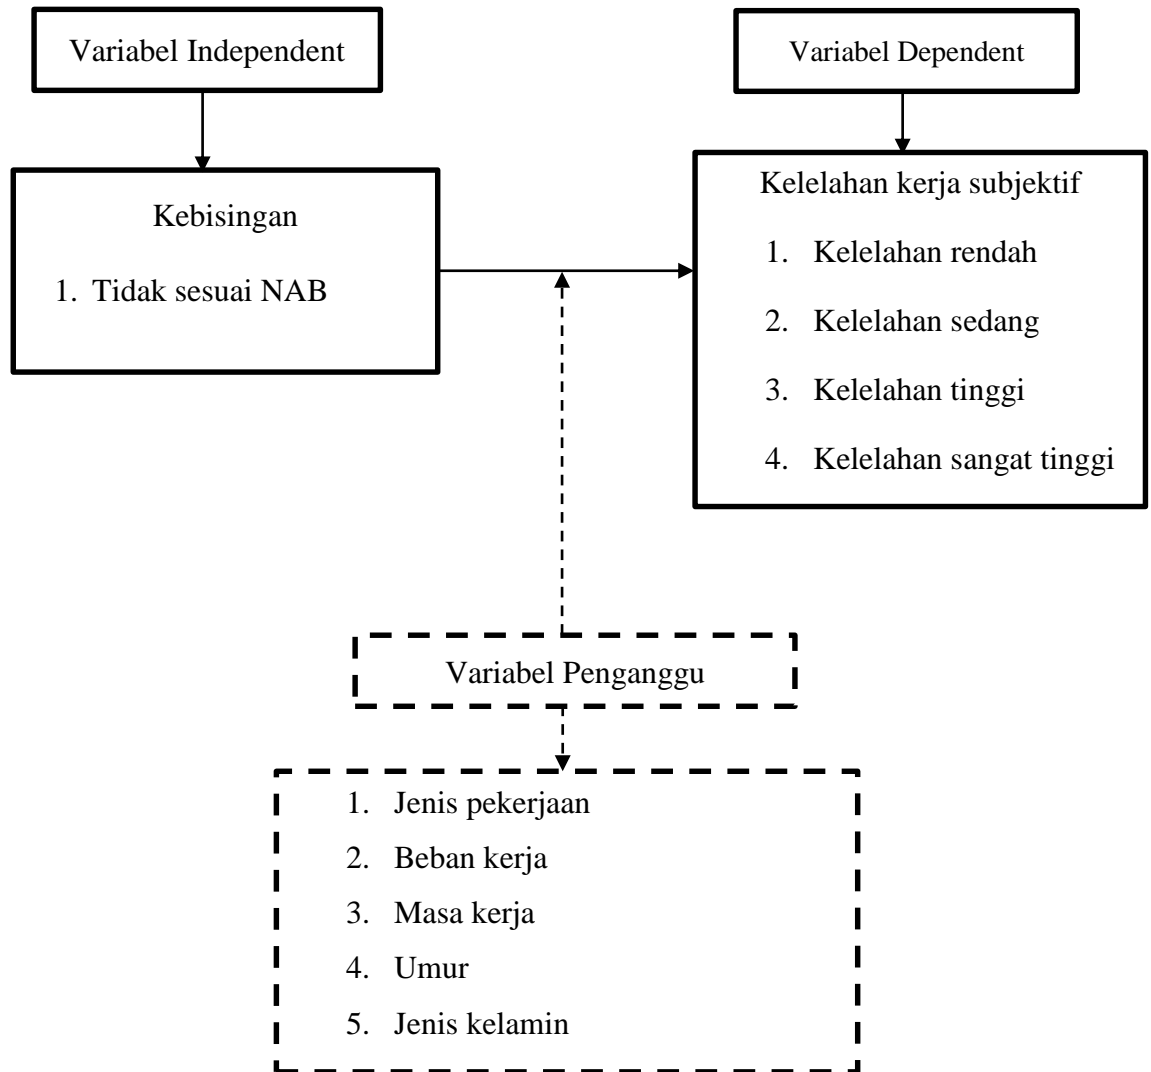 Variabel Independent
Variabel Dependent
Kebisingan
1. Tidak sesuai NAB
Kelelahan kerja subjektif
1. Kelelahan rendah
2. Kelelahan sedang
3. Kelelahan tinggi
4. Kelelahan sangat tinggi
Variabel Penganggu
1. Jenis pekerjaan
2. Beban kerja
3. Masa kerja
4. Umur
5. Jenis kelamin